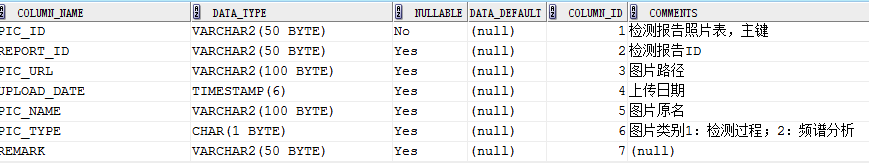 COLUMN_NAME DATA_TYPE NULLABLE DATA_DEFAULT COLUMN_ID COMMENTS
PIC_ID VARCHAR2(50 BYTE) No (null) 1 检测报告照片表，主键
REPORT_ID VARCHAR2(50 BYTE) Yes (null) 2 检测报告ID
PIC_URL VARCHAR2(100 BYTE) Yes (null) 3 图片路径
UPLOAD_DATE TIMESTAMP(6) Yes (null) 4 上传日期
PIC_NAME VARCHAR2(100 BYTE) Yes (null) 5 图片原名
PIC_TYPE CHAR(1 BYTE) Yes (null) 6 图片类别1：检测过程；2：频谱分析
REMARK VARCHAR2(50 BYTE) Yes (null) 7 (null)